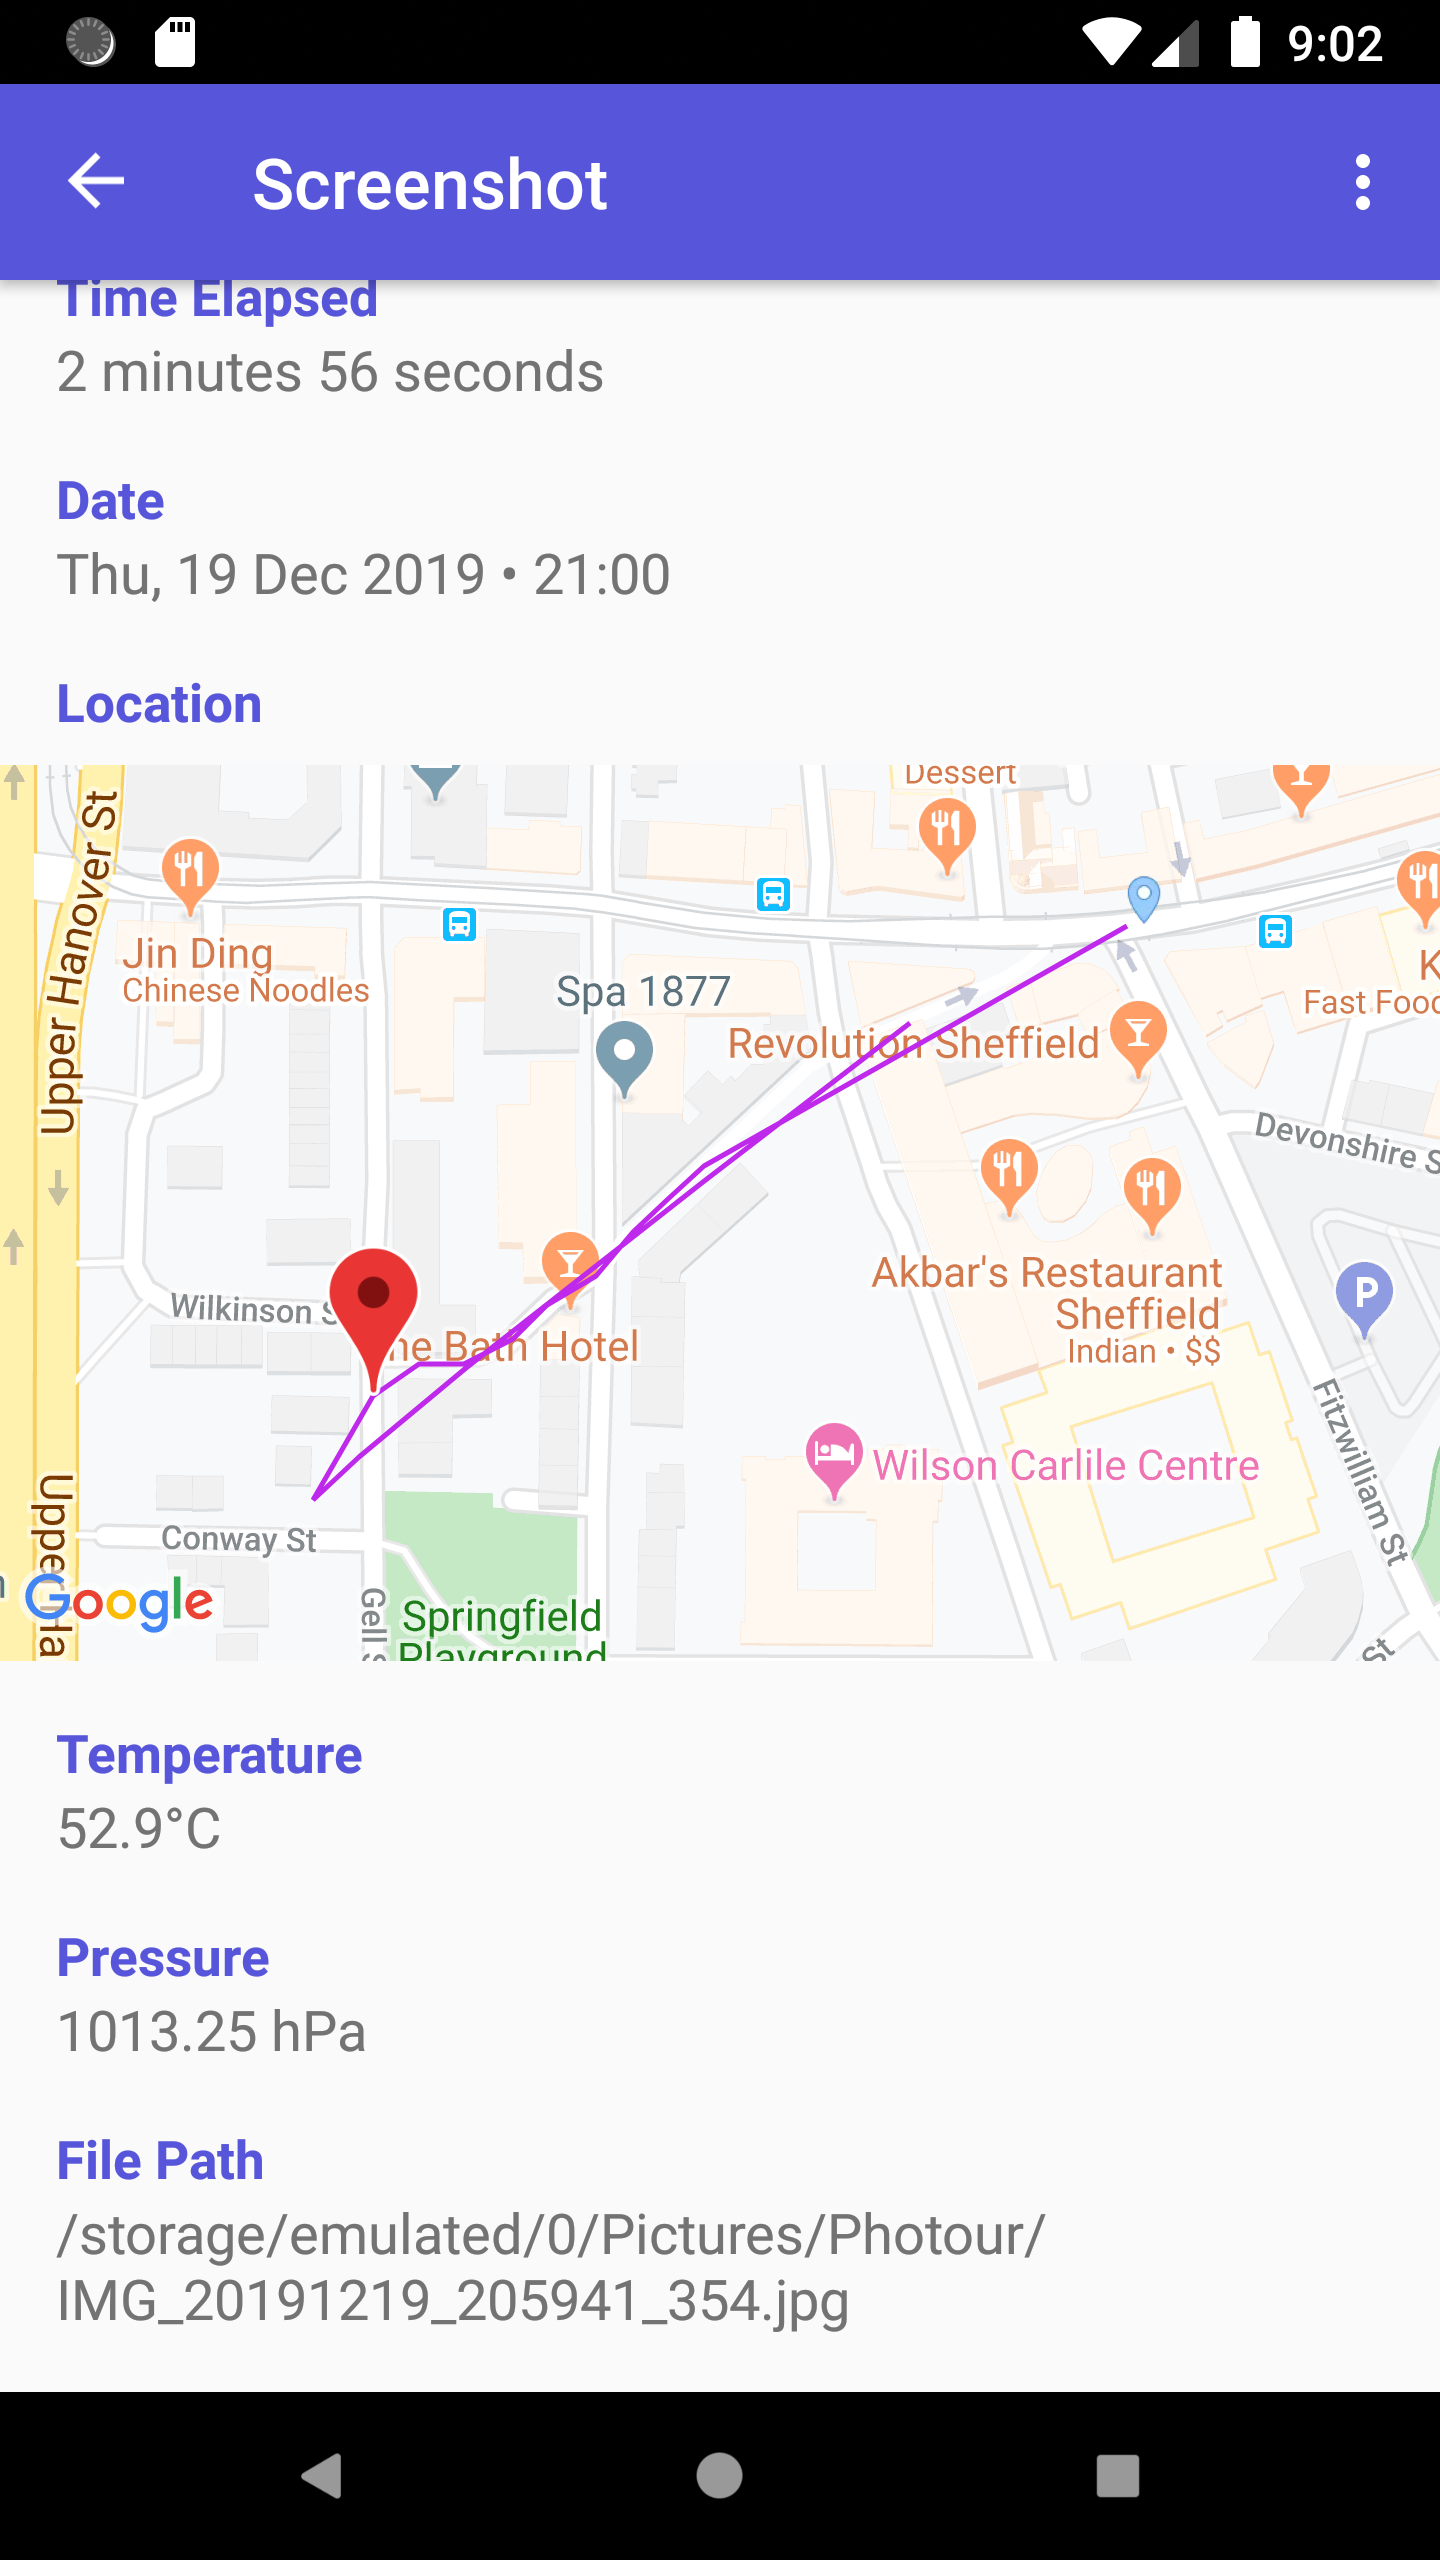 9:02
Screenshot
Time Elapsed
2 minutes 56 seconds
Date
Thu, 19 Dec 2019 • 21:00
Location
Dessert
Upper Hanover St
Jin Ding
Chinese Noodles
Spa 1877
Revolution Sheffield
K
Fast Food
Devonshire S
Wilkinson S
he Bath Hotel
Akbar's Restaurant
Sheffield
Indian • $$
P
Fitzwilliam St
Wilson Carlile Centre
Conway St
Upper Ha
Google
Gell S
Springfield
Playground
St
Temperature
52.9°C
Pressure
1013.25 hPa
File Path
/storage/emulated/0/Pictures/Photour/
IMG_20191219_205941_354.jpg